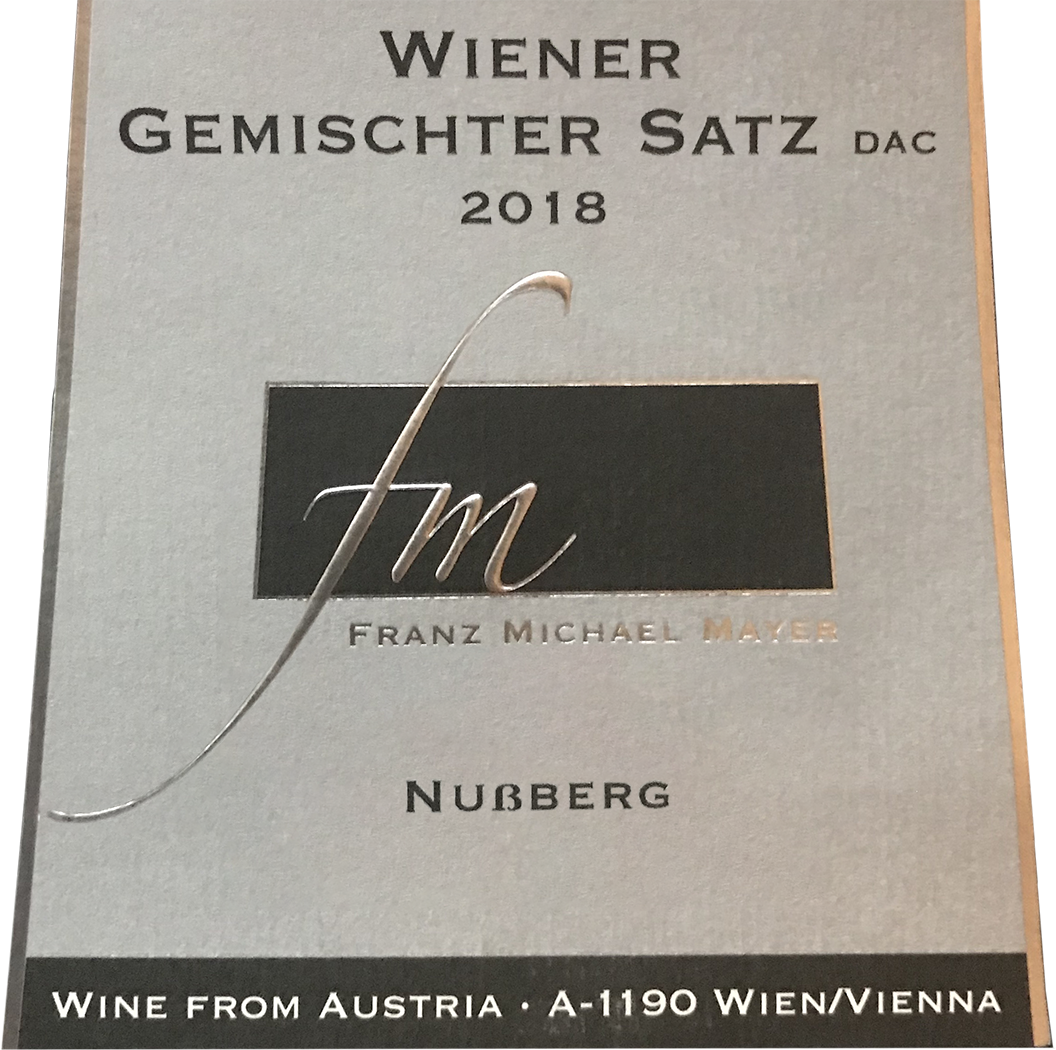 WIENER
GEMISCHTER SATZ DAC
2018
fm
FRANZ MICHAEL MAYER
NUßBERG
WINE FROM AUSTRIA · A-1190 WIEN/VIENNA